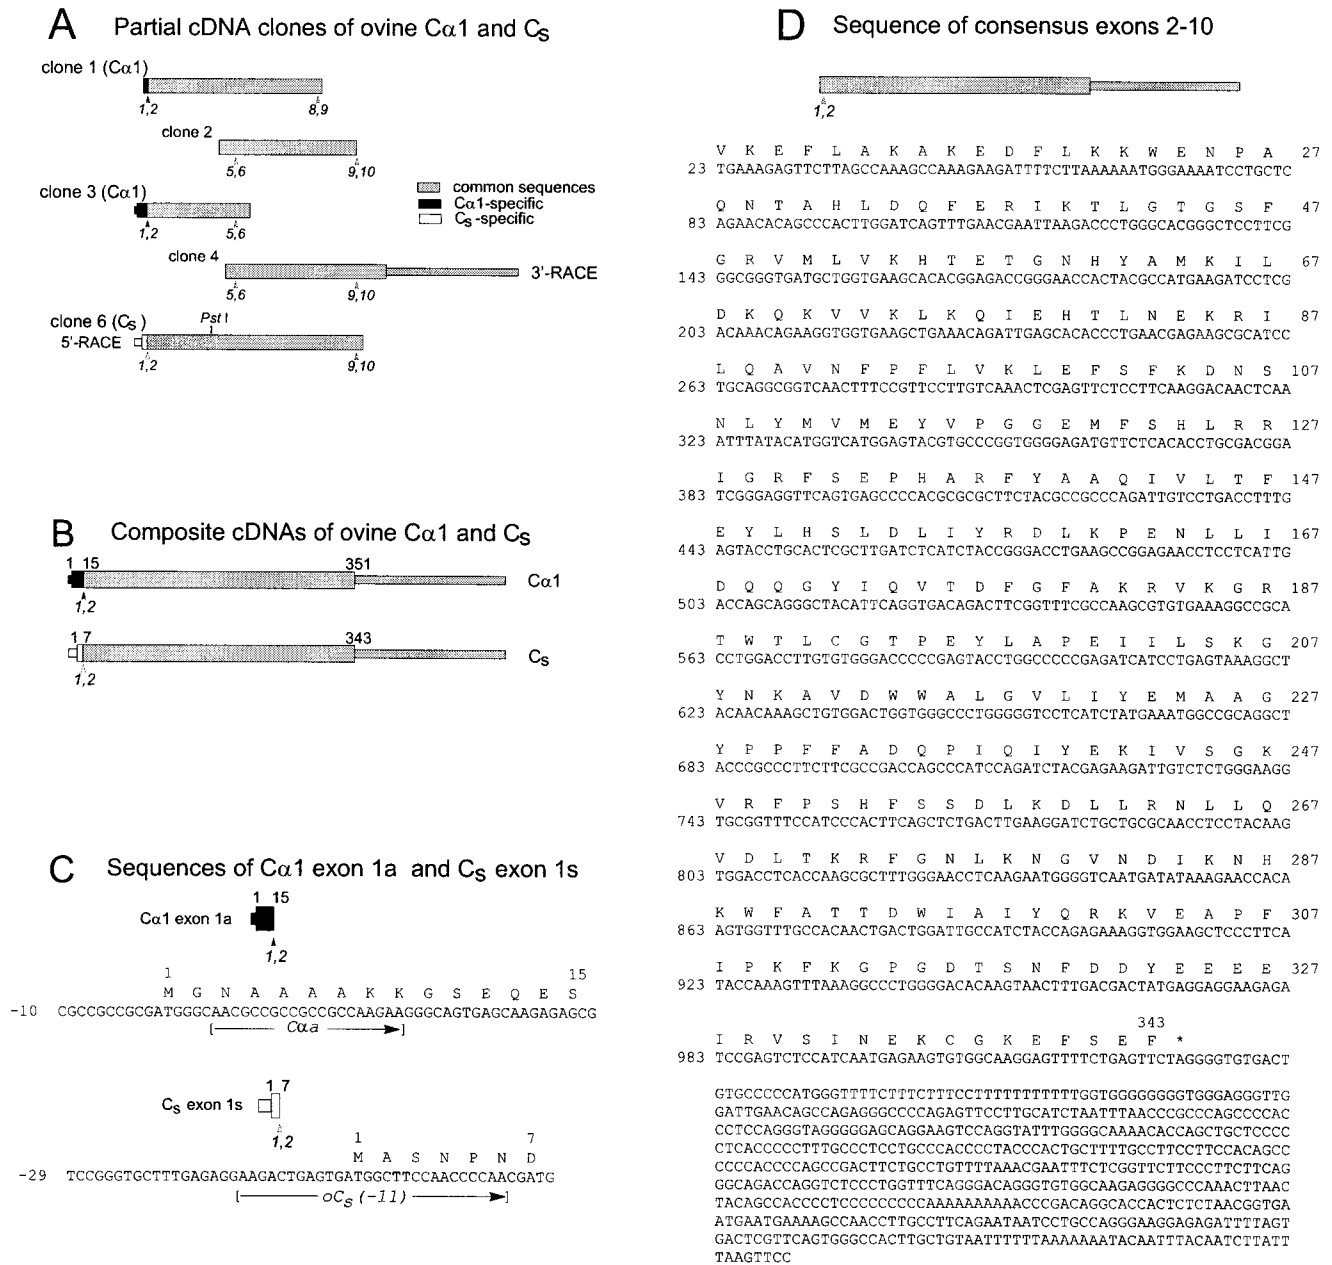 A Partial cDNA clones of ovine Cα1 and CS
clone 1 (Cα1)
1,2 8,9
clone 2
5,6 9,10
clone 3 (Cα1)
1,2 5,6
common sequences
Cα1-specific
CS-specific
clone 4
3'-RACE
5,6 9,10
clone 6 (CS)
Pst I
5'-RACE
1,2 9,10
B Composite cDNAs of ovine Cα1 and CS
1 15 351
Cα1
1,2
1 7 343
CS
1,2
C Sequences of Cα1 exon 1a and CS exon 1s
1 15
Cα1 exon 1a
1,2
1 15
M G N A A A A K K G S E Q E S
-10 CGCCGCCGCGATGGGCAACGCCGCCGCCGCCAAGAAGGGCAGTGAGCAAGAGAGCG
[ Cαa ]
1 7
CS exon 1s
1,2
1 7
M A S N P N D
-29 TCCGGGTGCTTTGAGAGGAAGACTGAGTGATGGCTTCCAACCCCAACGATG
[ oCS (-11) ]
D Sequence of consensus exons 2-10
1,2
V K E F L A K A K E D F L K K W E N P A 27
23 TGAAAGAGTTCTTAGCCAAAGCCAAAGAAGATTTTCTTAAAAAATGGGAAAATCCTGCTC
Q N T A H L D Q F E R I K T L G T G S F 47
83 AGAACACAGCCCACTTGGATCAGTTTGAACGAATTAAGACCCTGGGCACGGGCTCCTTCG
G R V M L V K H T E T G N H Y A M K I L 67
143 GGCGGGTGATGCTGGTGAAGCACACGGAGACCGGGAACCACTACGCCATGAAGATCCTCG
D K Q K V V K L K Q I E H T L N E K R I 87
203 ACAAACAGAAGGTGGTGAAGCTGAAACAGATTGAGCACACCCTGAACGAGAAGCGCATCC
L Q A V N F P F L V K L E F S F K D N S 107
263 TGCAGGCGGTCAACTTTCCGTTCCTTGTCAAACTCGAGTTCTCCTTCAAGGACAACTCAA
N L Y M V M E Y V P G G E M F S H L R R 127
323 ATTTATACATGGTCATGGAGTACGTGCCCGGTGGGGAGATGTTCTCACACCTGCGACGGA
I G R F S E P H A R F Y A A Q I V L T F 147
383 TCGGGAGGTTCAGTGAGCCCCACGCGCGCTTCTACGCCGCCCAGATTGTCCTGACCTTTG
E Y L H S L D L I Y R D L K P E N L L I 167
443 AGTACCTGCACTCGCTTGATCTCATCTACCGGGACCTGAAGCCGGAGAACCTCCTCATTG
D Q Q G Y I Q V T D F G F A K R V K G R 187
503 ACCAGCAGGGCTACATTCAGGTGACAGACTTCGGTTTCGCCAAGCGTGTGAAAGGCCGCA
T W T L C G T P E Y L A P E I I L S K G 207
563 CCTGGACCTTGTGTGGGACCCCCGAGTACCTGGCCCCCGAGATCATCCTGAGTAAAGGCT
Y N K A V D W W A L G V L I Y E M A A G 227
623 ACAACAAAGCTGTGGACTGGTGGGCCCTGGGGGTCCTCATCTATGAAATGGCCGCAGGCT
Y P P F F A D Q P I Q I Y E K I V S G K 247
683 ACCCGCCCTTCTTCGCCGACCAGCCCATCCAGATCTACGAGAAGATTGTCTCTGGGAAGG
V R F P S H F S S D L K D L L R N L L Q 267
743 TGCGGTTTCCATCCCACTTCAGCTCTGACTTGAAGGATCTGCTGCGCAACCTCCTACAAG
V D L T K R F G N L K N G V N D I K N H 287
803 TGGACCTCACCAAGCGCTTTGGGAACCTCAAGAATGGGGTCAATGATATAAAGAACCACA
K W F A T T D W I A I Y Q R K V E A P F 307
863 AGTGGTTTGCCACAACTGACTGGATTGCCATCTACCAGAGAAAGGTGGAAGCTCCCTTCA
I P K F K G P G D T S N F D D Y E E E E 327
923 TACCAAAGTTTAAAGGCCCTGGGGACACAAGTAACTTTGACGACTATGAGGAGGAAGAGA
343
I R V S I N E K C G K E F S E F *
983 TCCGAGTCTCCATCAATGAGAAGTGTGGCAAGGAGTTTTCTGAGTTCTAGGGGTGTGACT
GTGCCCCCATGGGTTTTCTTTCTTTCCTTTTTTTTTTTGGTGGGGGGGGTGGGAGGGTTG
GATTGAACAGCCAGAGGGCCCCAGAGTTCCTTGCATCTAATTTAACCCGCCCAGCCCCAC
CCTCCAGGGTAGGGGGAGCAGGAAGTCCAGGTATTTGGGGCAAAACACCAGCTGCTCCCC
CTCACCCCCTTTGCCCTCCTGCCCACCCCTACCCACTGCTTTTGCCTTCCTTCCACAGCC
CCCCACCCCAGCCGACTTCTGCCTGTTTTAAACGAATTTCTCGGTTCTTCCCTTCTTCAG
GGCAGACCAGGTCTCCCTGGTTTCAGGGACAGGGTGTGGCAAGAGGGGCCCAAACTTAAC
TACAGCCACCCCTCCCCCCCCCAAAAAAAAAAACCCGACAGGCACCACTCTCTAACGGTGA
ATGAATGAAAAGCCAACCTTGCCTTCAGAATAATCCTGCCAGGGAAGGAGAGATTTTAGT
GACTCGTTCAGTGGGCCACTTGCTGTAATTTTTTAAAAAAATACAATTTACAATCTTATT
TAAGTTCC